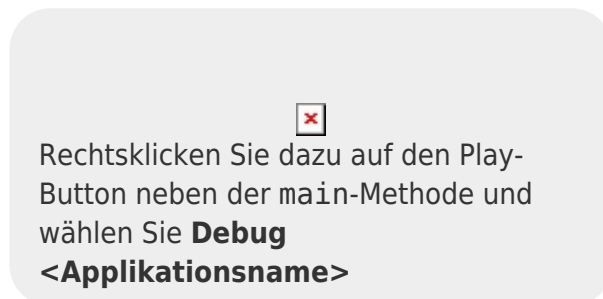 Rechtsklicken Sie dazu auf den Play-
Button neben der main-Methode und
wählen Sie Debug
<Applikationsname>